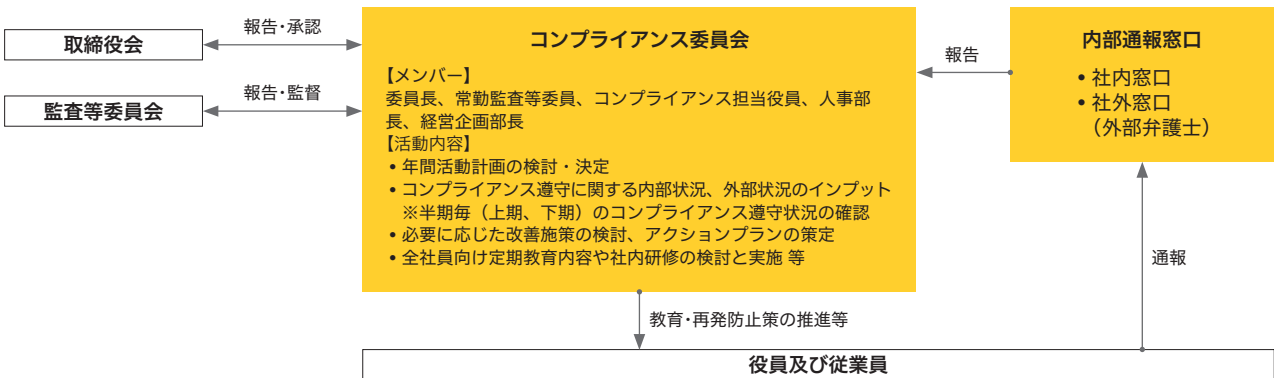 取締役会
報告・承認
監査等委員会
報告・監督
コンプライアンス委員会
【メンバー】
委員長、常勤監査等委員、コンプライアンス担当役員、人事部
長、経営企画部長
【活動内容】
• 年間活動計画の検討・決定
• コンプライアンス遵守に関する内部状況、外部状況のインプット
※半期毎（上期、下期）のコンプライアンス遵守状況の確認
• 必要に応じた改善施策の検討、アクションプランの策定
• 全社員向け定期教育内容や社内研修の検討と実施 等
報告
内部通報窓口
• 社内窓口
• 社外窓口
（外部弁護士）
通報
教育・再発防止策の推進等
役員及び従業員